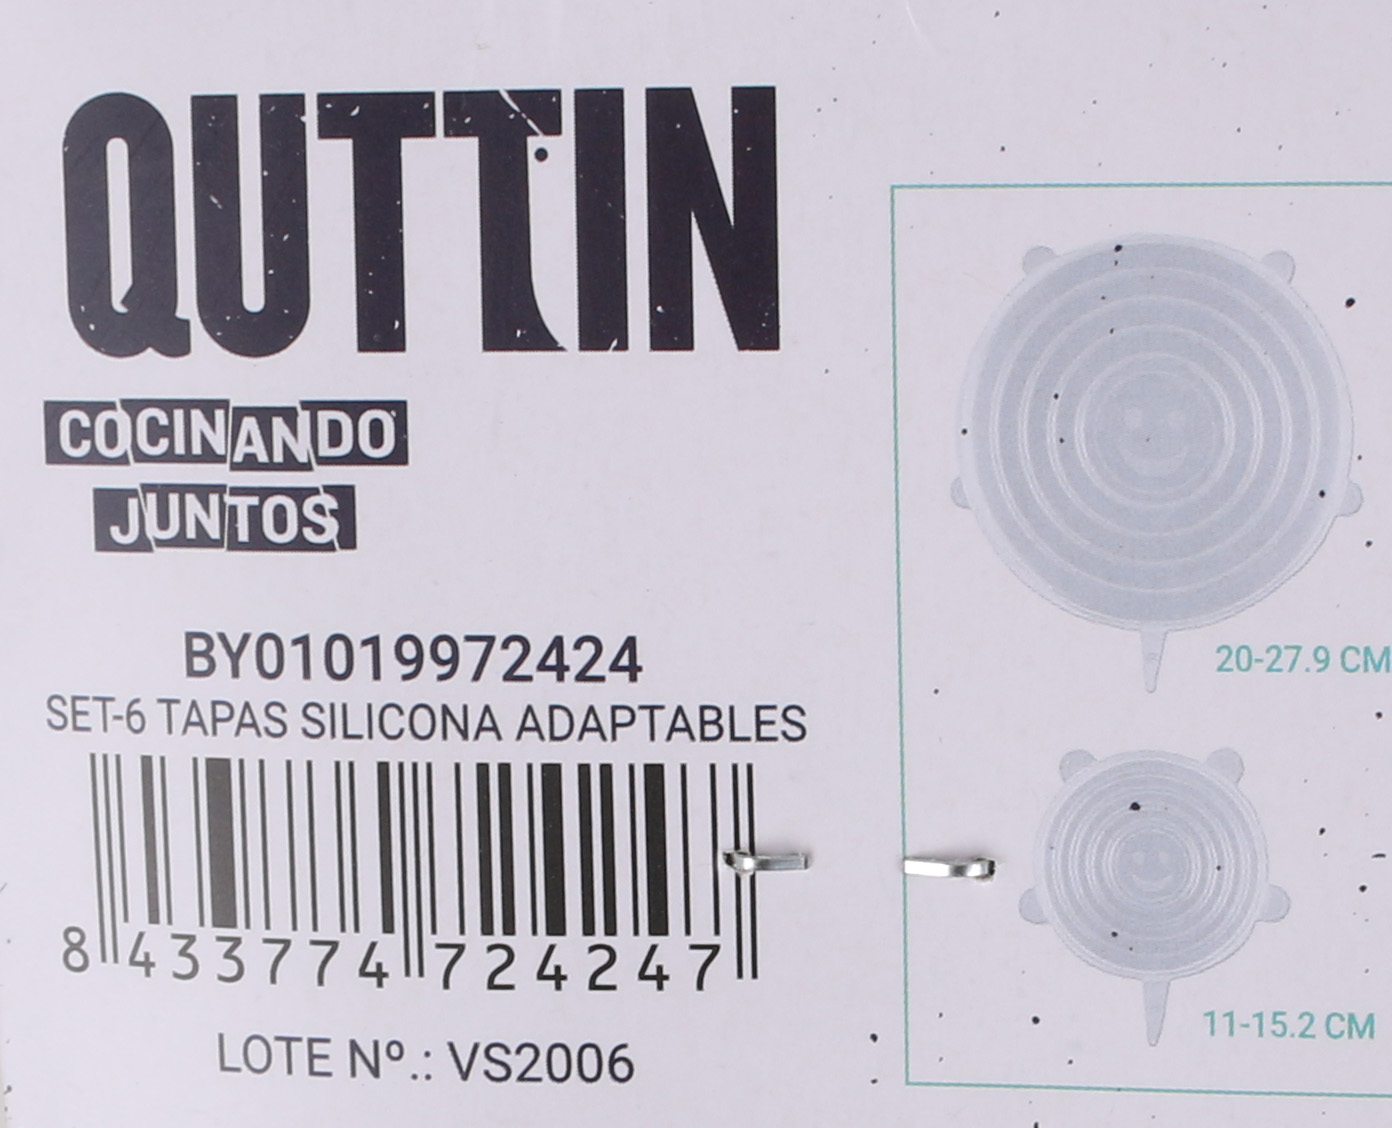 QUTTIN
COCINANDO
JUNTOS
BY01019972424
SET-6 TAPAS SILICONA ADAPTABLES
8 433774 724247
LOTE Nº.: VS2006
20-27.9 CM
11-15.2 CM